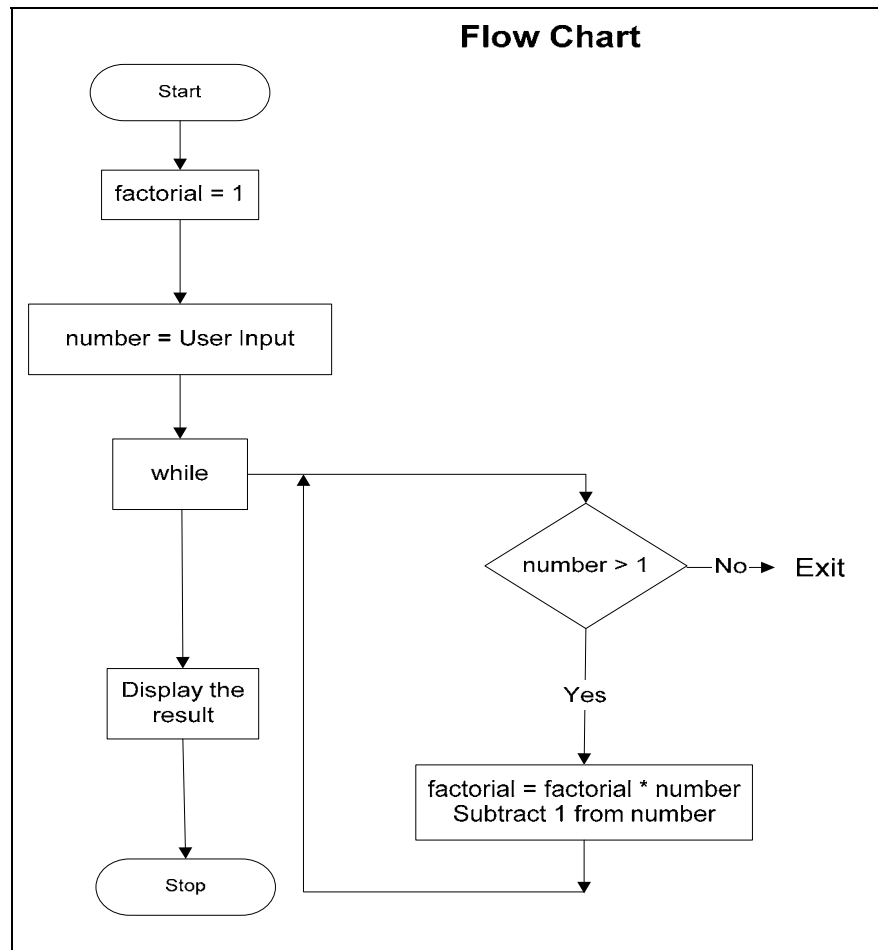 Flow Chart
Start
factorial = 1
number = User Input
while
number > 1
No
Exit
Yes
factorial = factorial * number
Subtract 1 from number
Display the
result
Stop